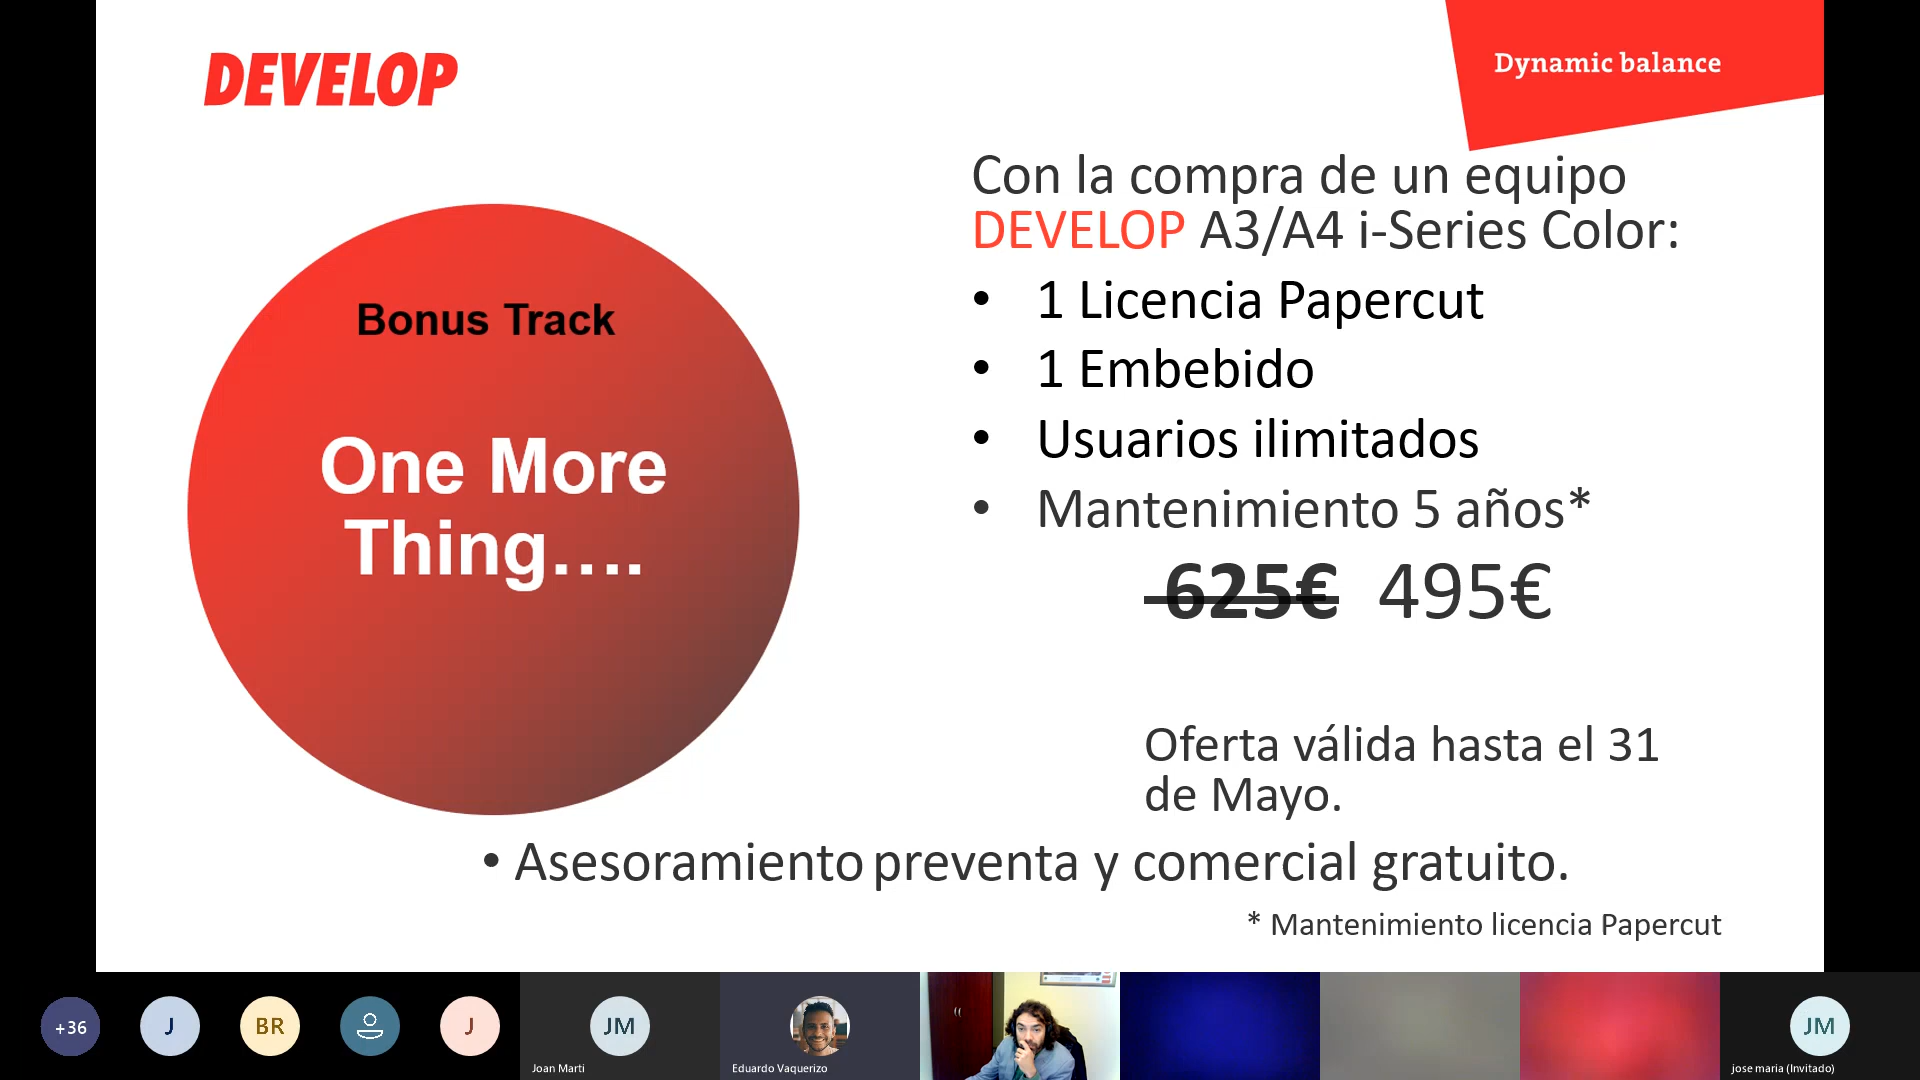 DEVELOP
Dynamic balance
Bonus Track
One More
Thing....
Con la compra de un equipo
DEVELOP A3/A4 i-Series Color:
• 1 Licencia Papercut
• 1 Embebido
• Usuarios ilimitados
• Mantenimiento 5 años*
625€ 495€
Oferta válida hasta el 31
de Mayo.
• Asesoramiento preventa y comercial gratuito.
* Mantenimiento licencia Papercut
+36
J
BR
J
JM
Joan Marti
Eduardo Vaquerizo
JM
jose maria (Invitado)